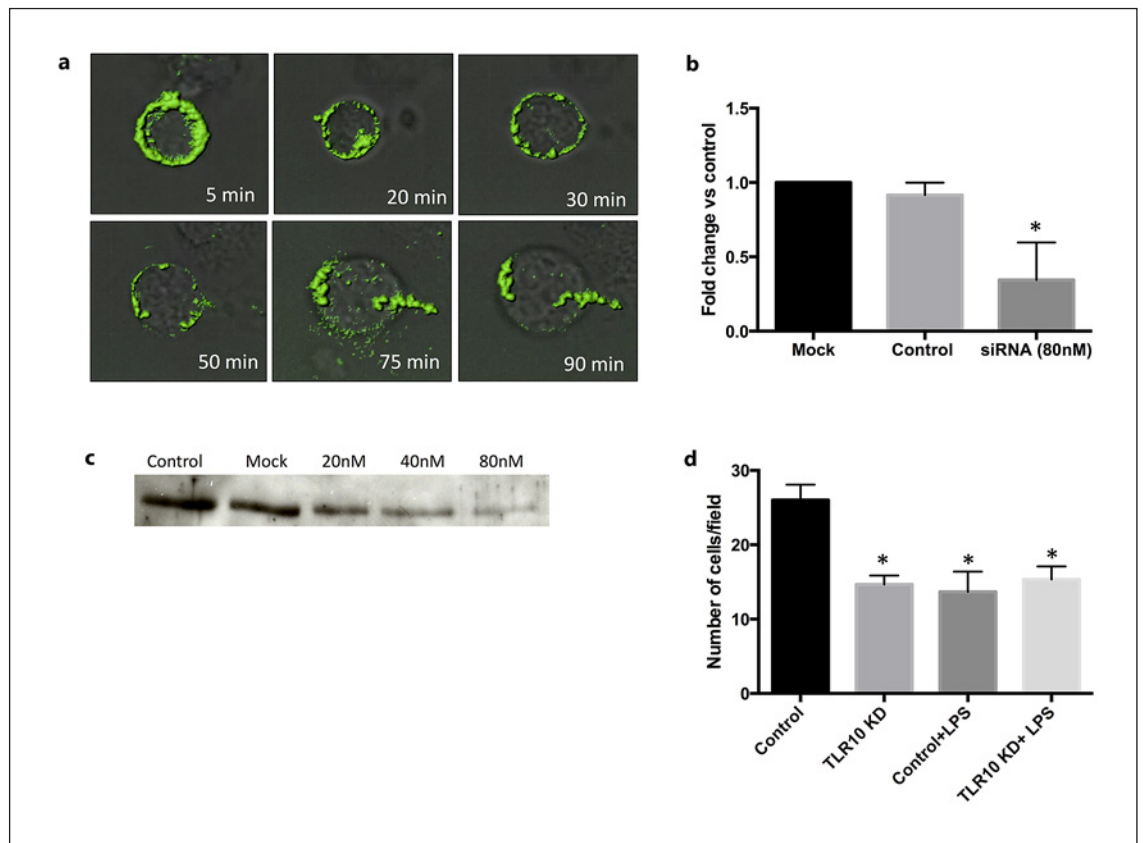 a
5 min
20 min
30 min
50 min
75 min
90 min
b
Fold change vs control
1.5
1.0
0.5
0.0
*
Mock
Control
siRNA (80nM)
c
Control
Mock
20nM
40nM
80nM
d
Number of cells/field
30
20
10
0
*
*
*
Control
TLR10 KD
Control+LPS
TLR10 KD+ LPS